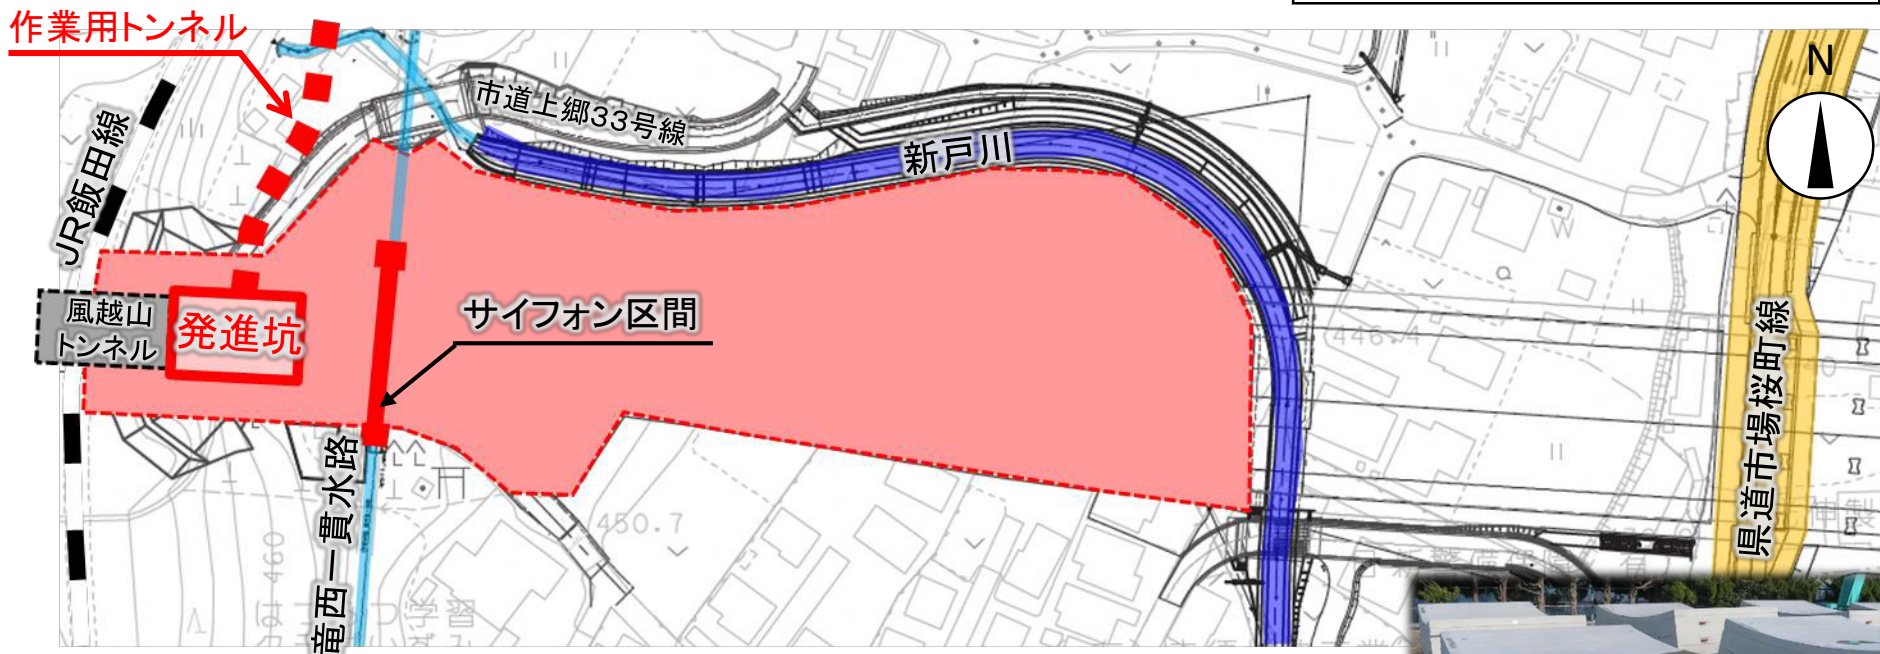 作業用トンネル
N
市道上郷33号線
新戸川
JR飯田線
風越山
トンネル
発進坑
サイフォン区間
446.4
県道市場桜町線
竜西一貫水路
450.7
460
学習